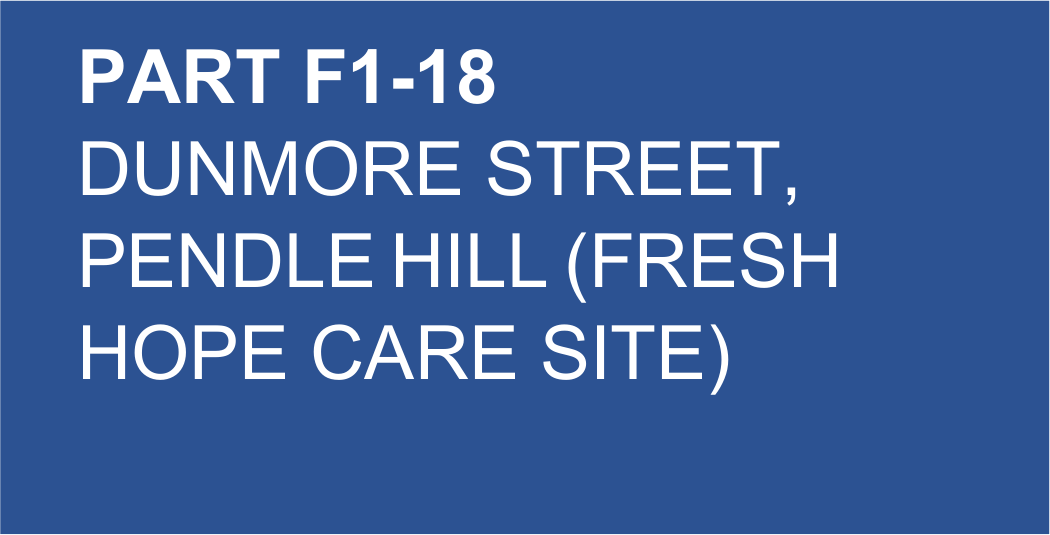 PART F1-18
DUNMORE STREET,
PENDLE HILL (FRESH
HOPE CARE SITE)